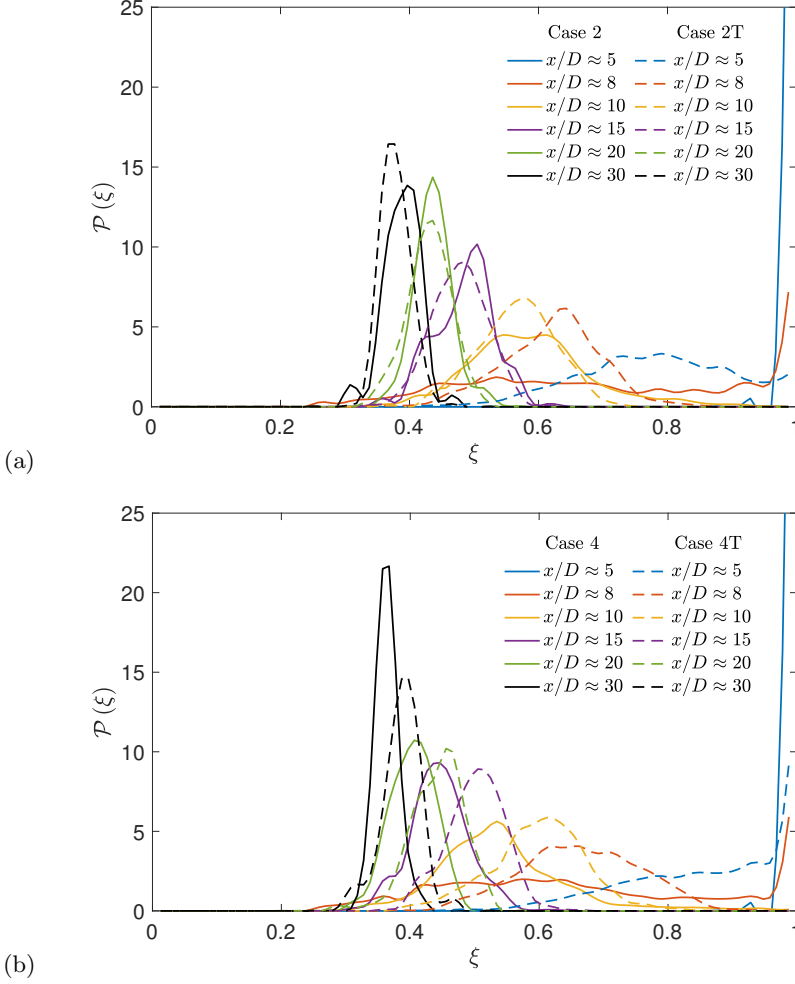 25
20
15
10
5
0
P (ξ)
Case 2 Case 2T
x/D ≈ 5 x/D ≈ 5
x/D ≈ 8 x/D ≈ 8
x/D ≈ 10 x/D ≈ 10
x/D ≈ 15 x/D ≈ 15
x/D ≈ 20 x/D ≈ 20
x/D ≈ 30 x/D ≈ 30
0 0.2 0.4 0.6 0.8 1
ξ
(a)
25
20
15
10
5
0
P (ξ)
Case 4 Case 4T
x/D ≈ 5 x/D ≈ 5
x/D ≈ 8 x/D ≈ 8
x/D ≈ 10 x/D ≈ 10
x/D ≈ 15 x/D ≈ 15
x/D ≈ 20 x/D ≈ 20
x/D ≈ 30 x/D ≈ 30
0 0.2 0.4 0.6 0.8 1
ξ
(b)